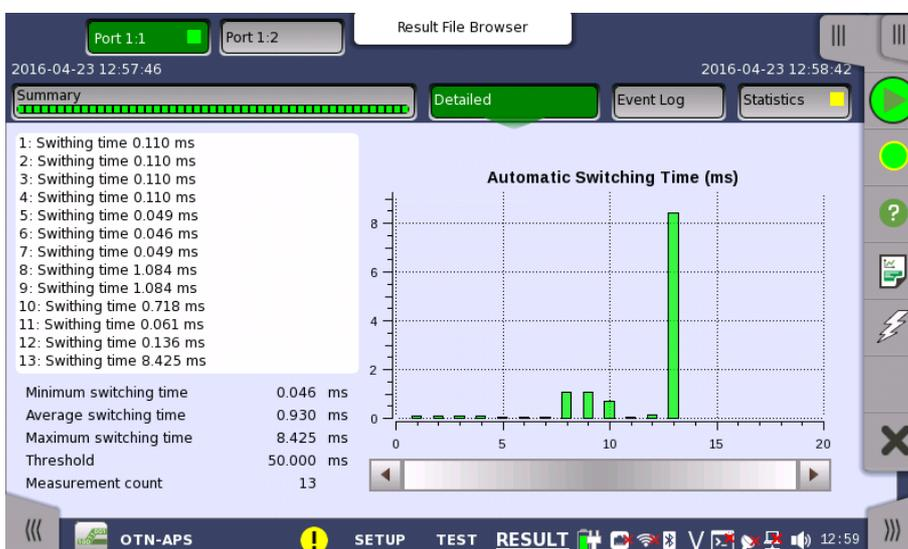 Result File Browser
Port 1:1
Port 1:2
2016-04-23 12:57:46
2016-04-23 12:58:42
Summary
Detailed
Event Log
Statistics
1: Swithing time 0.110 ms
2: Swithing time 0.110 ms
3: Swithing time 0.110 ms
4: Swithing time 0.110 ms
5: Swithing time 0.049 ms
6: Swithing time 0.046 ms
7: Swithing time 0.049 ms
8: Swithing time 1.084 ms
9: Swithing time 1.084 ms
10: Swithing time 0.718 ms
11: Swithing time 0.061 ms
12: Swithing time 0.136 ms
13: Swithing time 8.425 ms
Minimum switching time 0.046 ms
Average switching time 0.930 ms
Maximum switching time 8.425 ms
Threshold 50.000 ms
Measurement count 13
Automatic Switching Time (ms)
8
6
4
2
0
0 5 10 15 20
OTN-APS
SETUP TEST RESULT
12:59